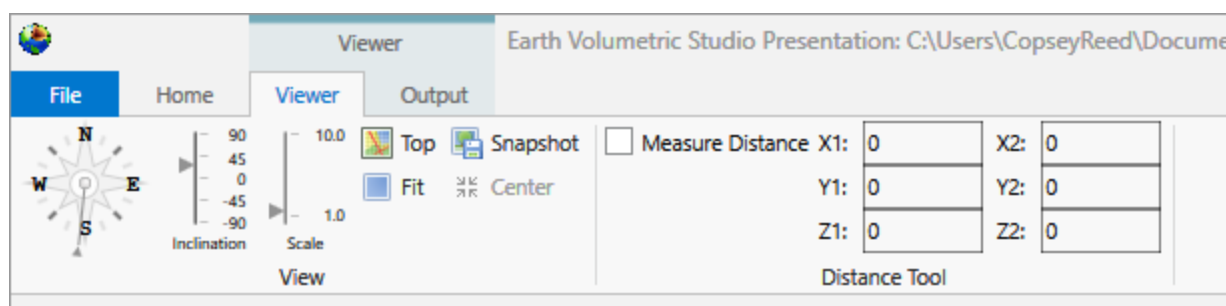 Viewer
Earth Volumetric Studio Presentation: C:\Users\CopseyReed\Docume
File Home Viewer Output
N
W E
S
90
45
0
-45
-90
Inclination
10.0
1.0
Scale
Top Snapshot
Fit Center
View
Measure Distance X1: 0 X2: 0
Y1: 0 Y2: 0
Z1: 0 Z2: 0
Distance Tool